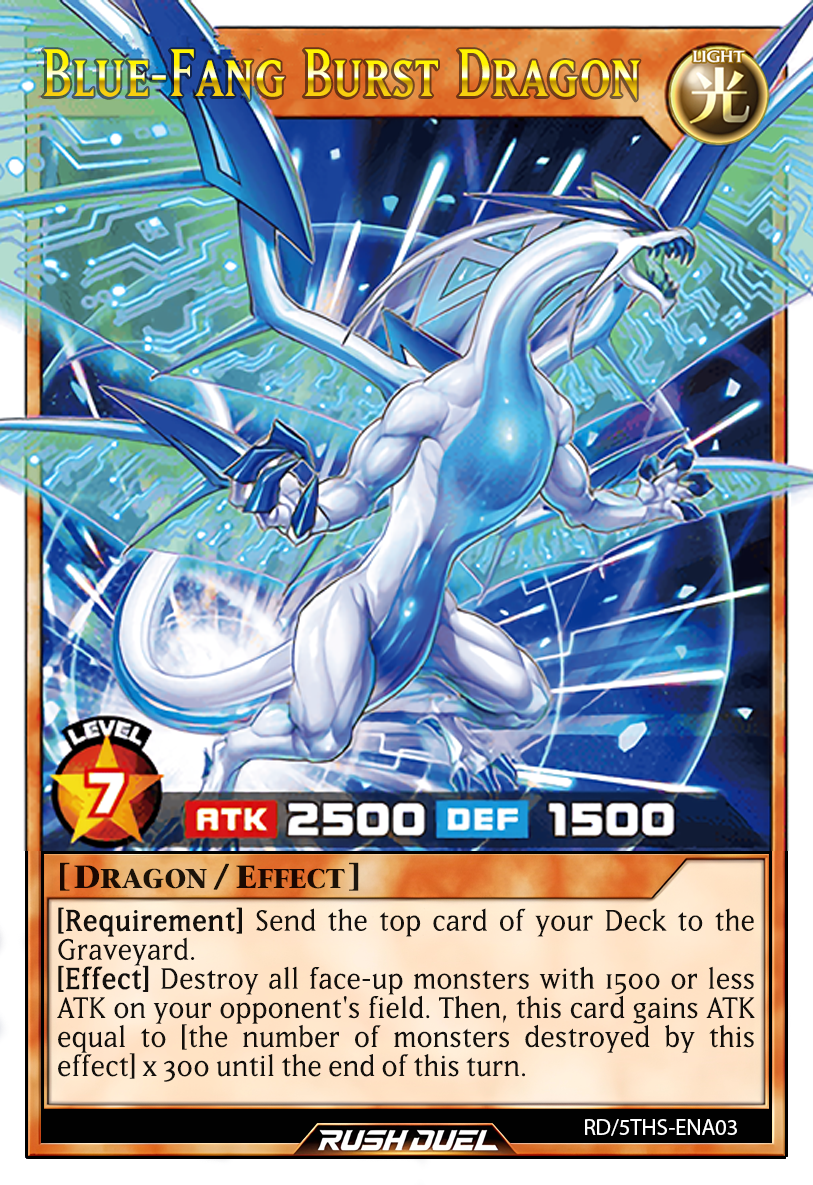 Blue-Fang Burst Dragon
LIGHT
光
LEVEL
7
ATK 2500 DEF 1500
[Dragon / Effect]
[Requirement] Send the top card of your Deck to the
Graveyard.
[Effect] Destroy all face-up monsters with 1500 or less
ATK on your opponent's field. Then, this card gains ATK
equal to [the number of monsters destroyed by this
effect] x 300 until the end of this turn.
RUSH DUEL
RD/5THS-ENA03